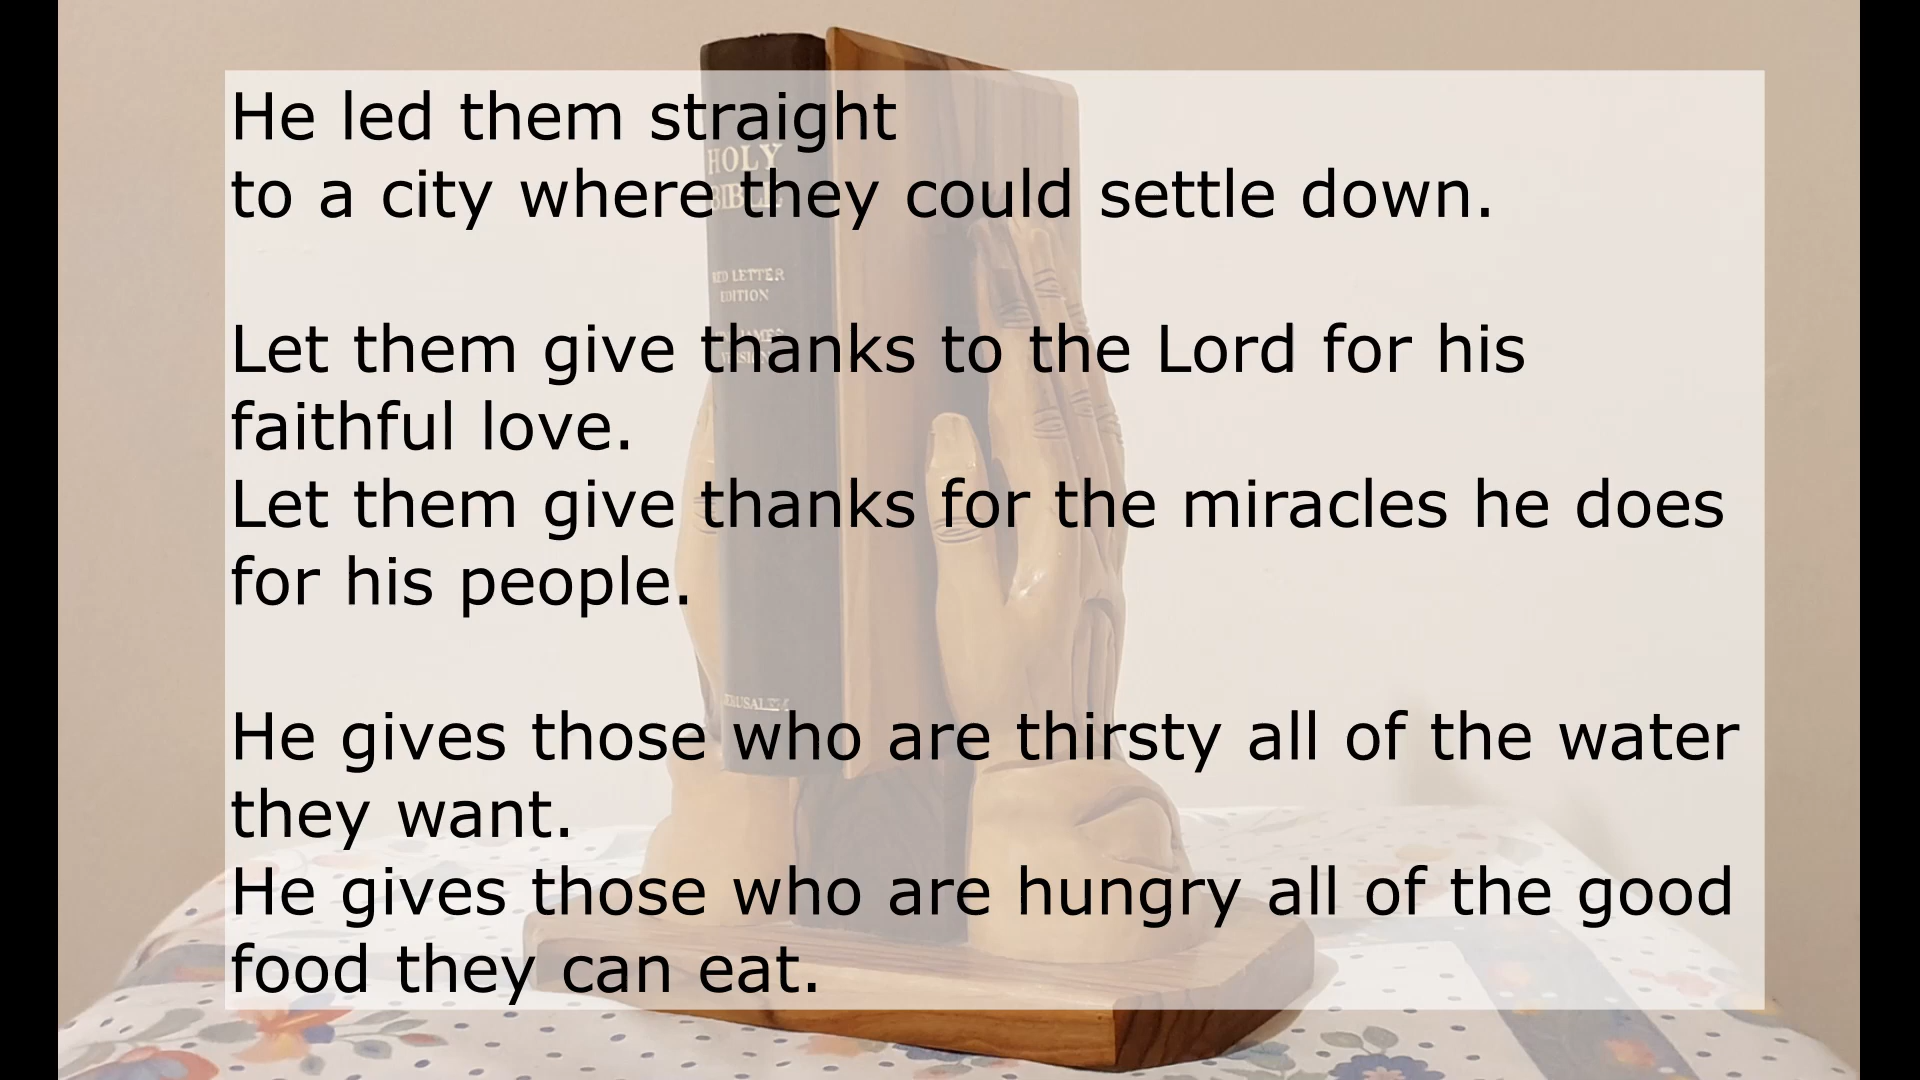 He led them straight
to a city where they could settle down.
Let them give thanks to the Lord for his
faithful love.
Let them give thanks for the miracles he does
for his people.
He gives those who are thirsty all of the water
they want.
He gives those who are hungry all of the good
food they can eat.
HOLY
BIBLE
RED LETTER
EDITION
JAMES
VERSION
JERUSALEM